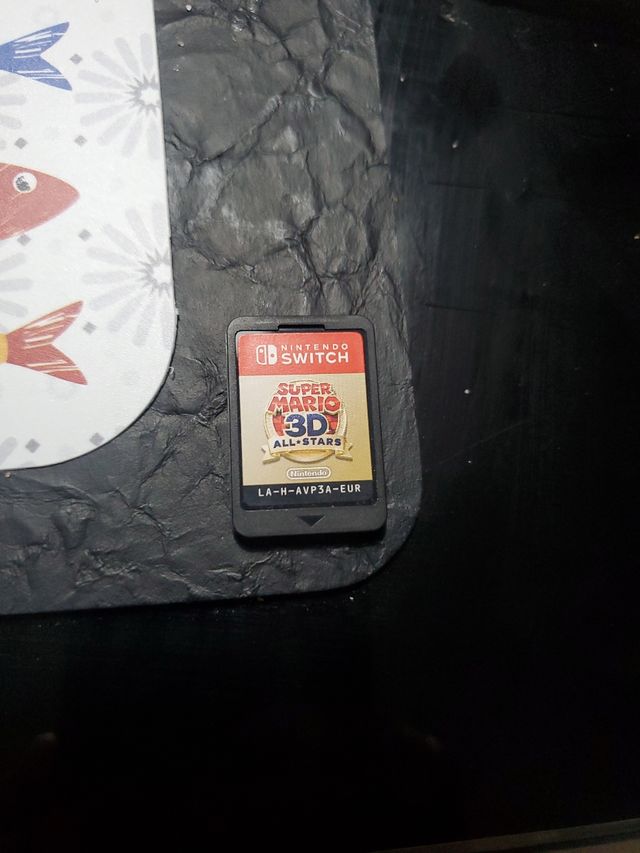 NINTENDO
SWITCH
SUPER
MARIO
3D
ALL★STARS
Nintendo
LA-H-AVP3A-EUR